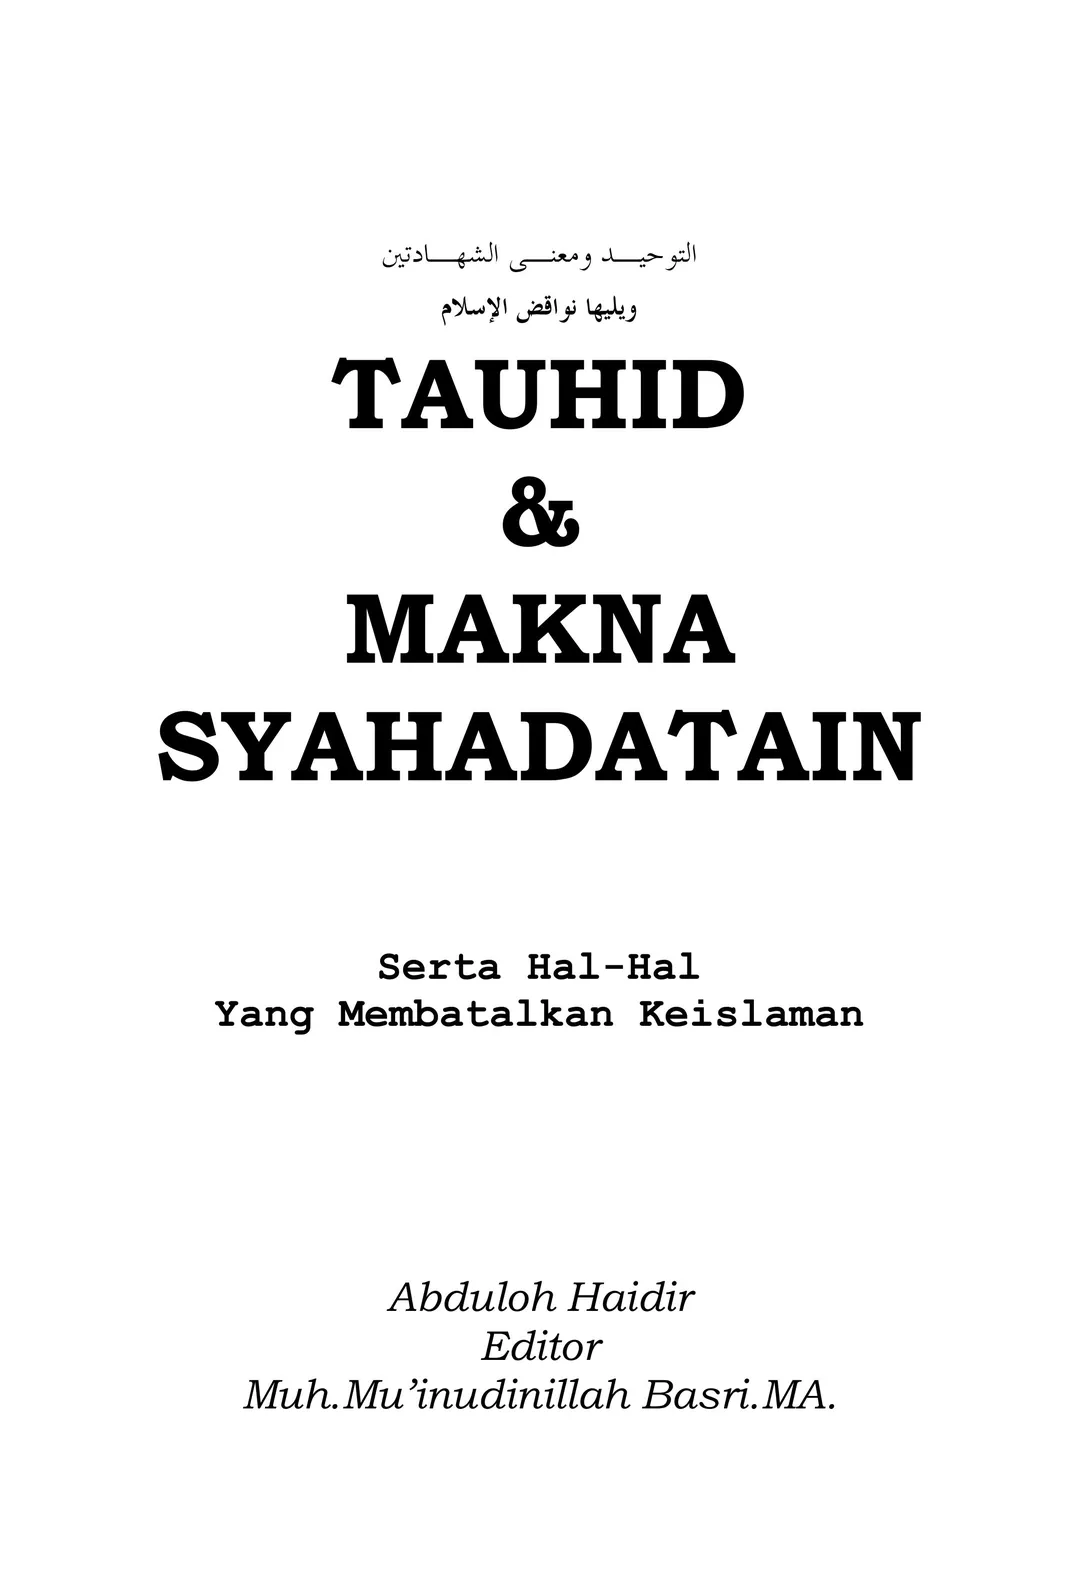 التوحيـــد ومعنـــى الشهـــادتين
ويليها نواقض الإسلام
TAUHID
&
MAKNA
SYAHADATAIN
Serta Hal-Hal
Yang Membatalkan Keislaman
Abduloh Haidir
Editor
Muh.Mu’inudinillah Basri.MA.